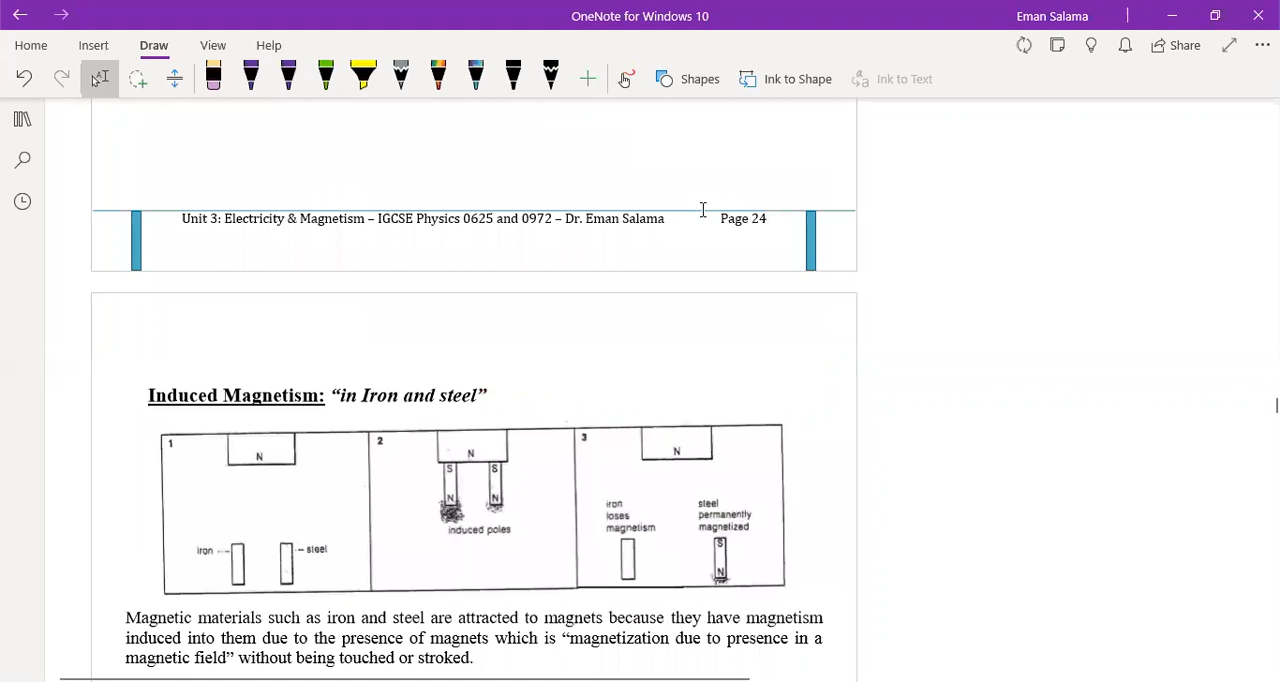 OneNote for Windows 10
Eman Salama
Home Insert Draw View Help
Share
Shapes Ink to Shape Ink to Text
Unit 3: Electricity & Magnetism – IGCSE Physics 0625 and 0972 – Dr. Eman Salama Page 24
Induced Magnetism: “in Iron and steel”
1
N
iron
steel
2
N
S S
N N
induced poles
3
N
iron
loses
magnetism
steel
permanently
magnetized
S
N
Magnetic materials such as iron and steel are attracted to magnets because they have magnetism
induced into them due to the presence of magnets which is “magnetization due to presence in a
magnetic field” without being touched or stroked.